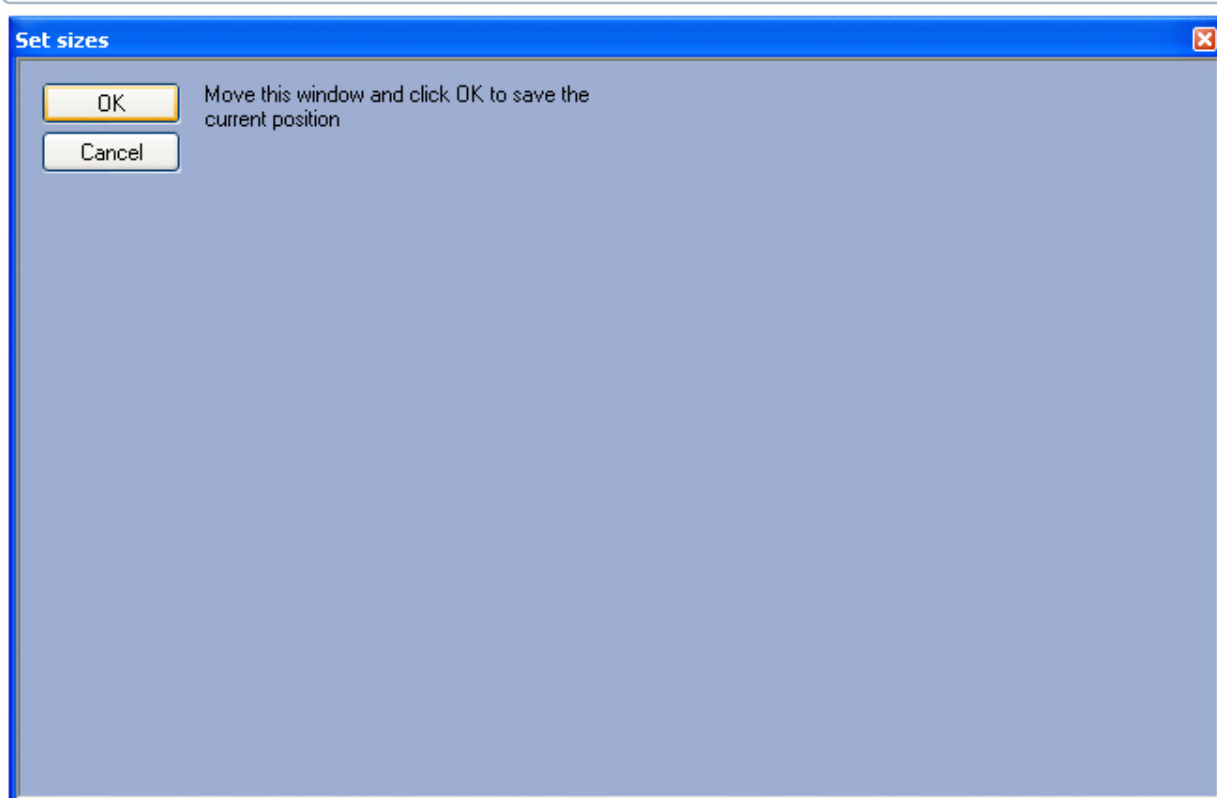 Set sizes
OK
Move this window and click OK to save the
current position
Cancel